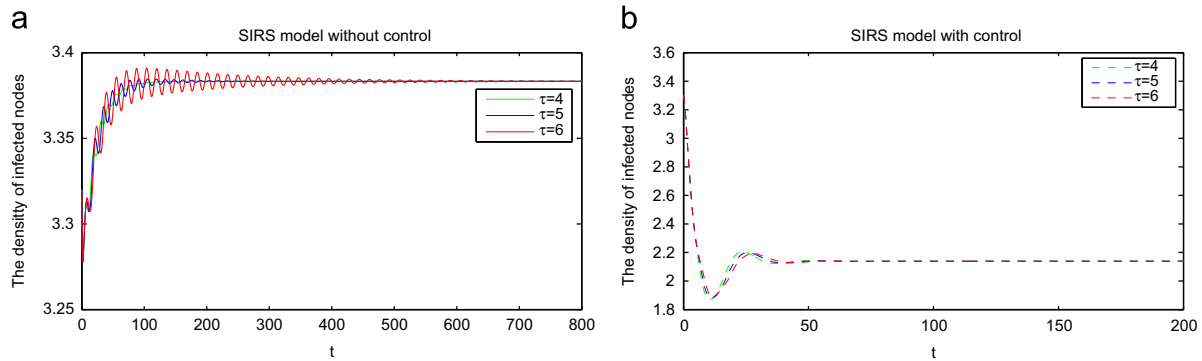 a
SIRS model without control
The densitty of infected nodes
3.4
3.35
3.3
3.25
0 100 200 300 400 500 600 700 800
t
τ=4
τ=5
τ=6
b
SIRS model with control
The density of infected nodes
3.6
3.4
3.2
3
2.8
2.6
2.4
2.2
2
1.8
0 50 100 150 200
t
τ=4
τ=5
τ=6